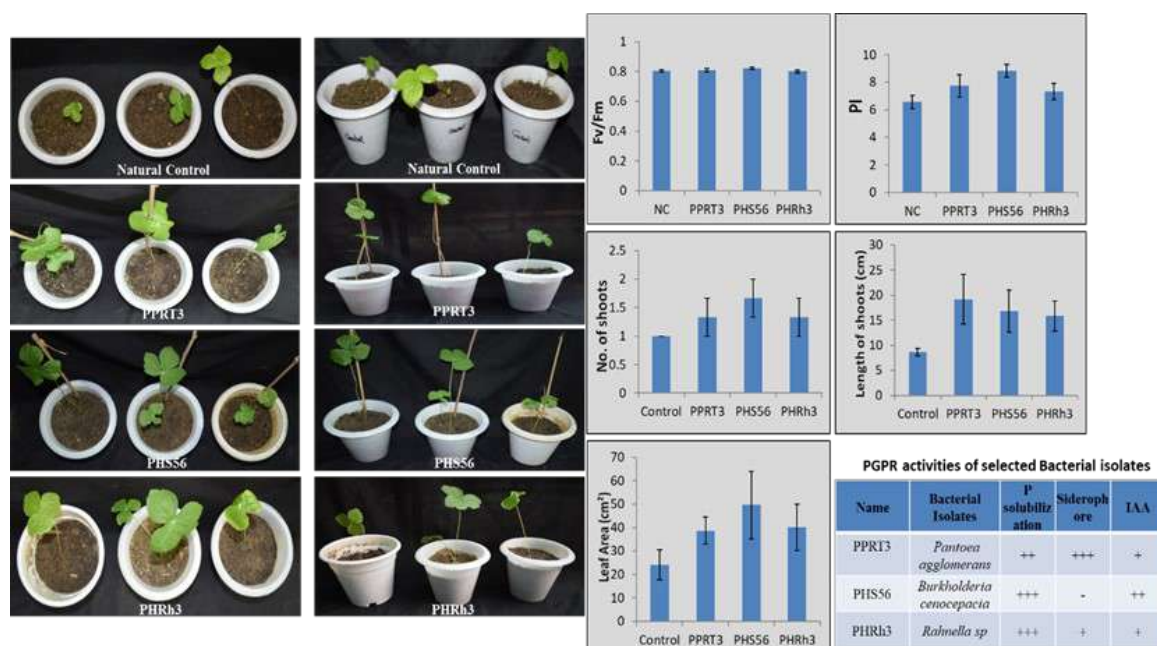 Natural Control
Natural Control
PPRT3
PPRT3
PHS56
PHS56
PHRh3
PHRh3
Fv/Fm
1
0.8
0.6
0.4
0.2
0
NC PPRT3 PHS56 PHRh3
PI
10
8
6
4
2
0
NC PPRT3 PHS56 PHRh3
No. of shoots
2.5
2
1.5
1
0.5
0
Control PPRT3 PHS56 PHRh3
Length of shoots (cm)
30
25
20
15
10
5
0
Control PPRT3 PHS56 PHRh3
Leaf Area (cm²)
80
70
60
50
40
30
20
10
0
Control PPRT3 PHS56 PHRh3
PGPR activities of selected Bacterial isolates
Name Bacterial Isolates P solubiliz ation Sideroph ore IAA
PPRT3 Pantoea agglomerans ++ +++ +
PHS56 Burkholderia cenocepacia +++ - ++
PHRh3 Rahnella sp +++ + +